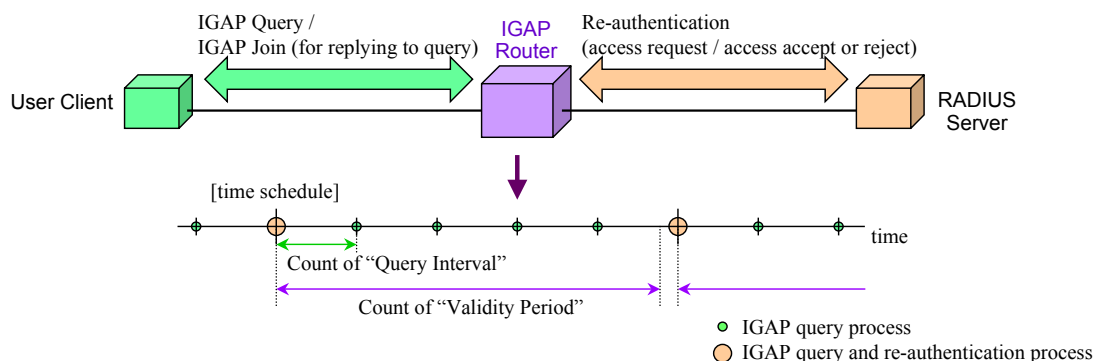 IGAP Query /
IGAP Join (for replying to query)
IGAP
Router
Re-authentication
(access request / access accept or reject)
User Client
RADIUS
Server
[time schedule]
time
Count of “Query Interval”
Count of “Validity Period”
IGAP query process
IGAP query and re-authentication process